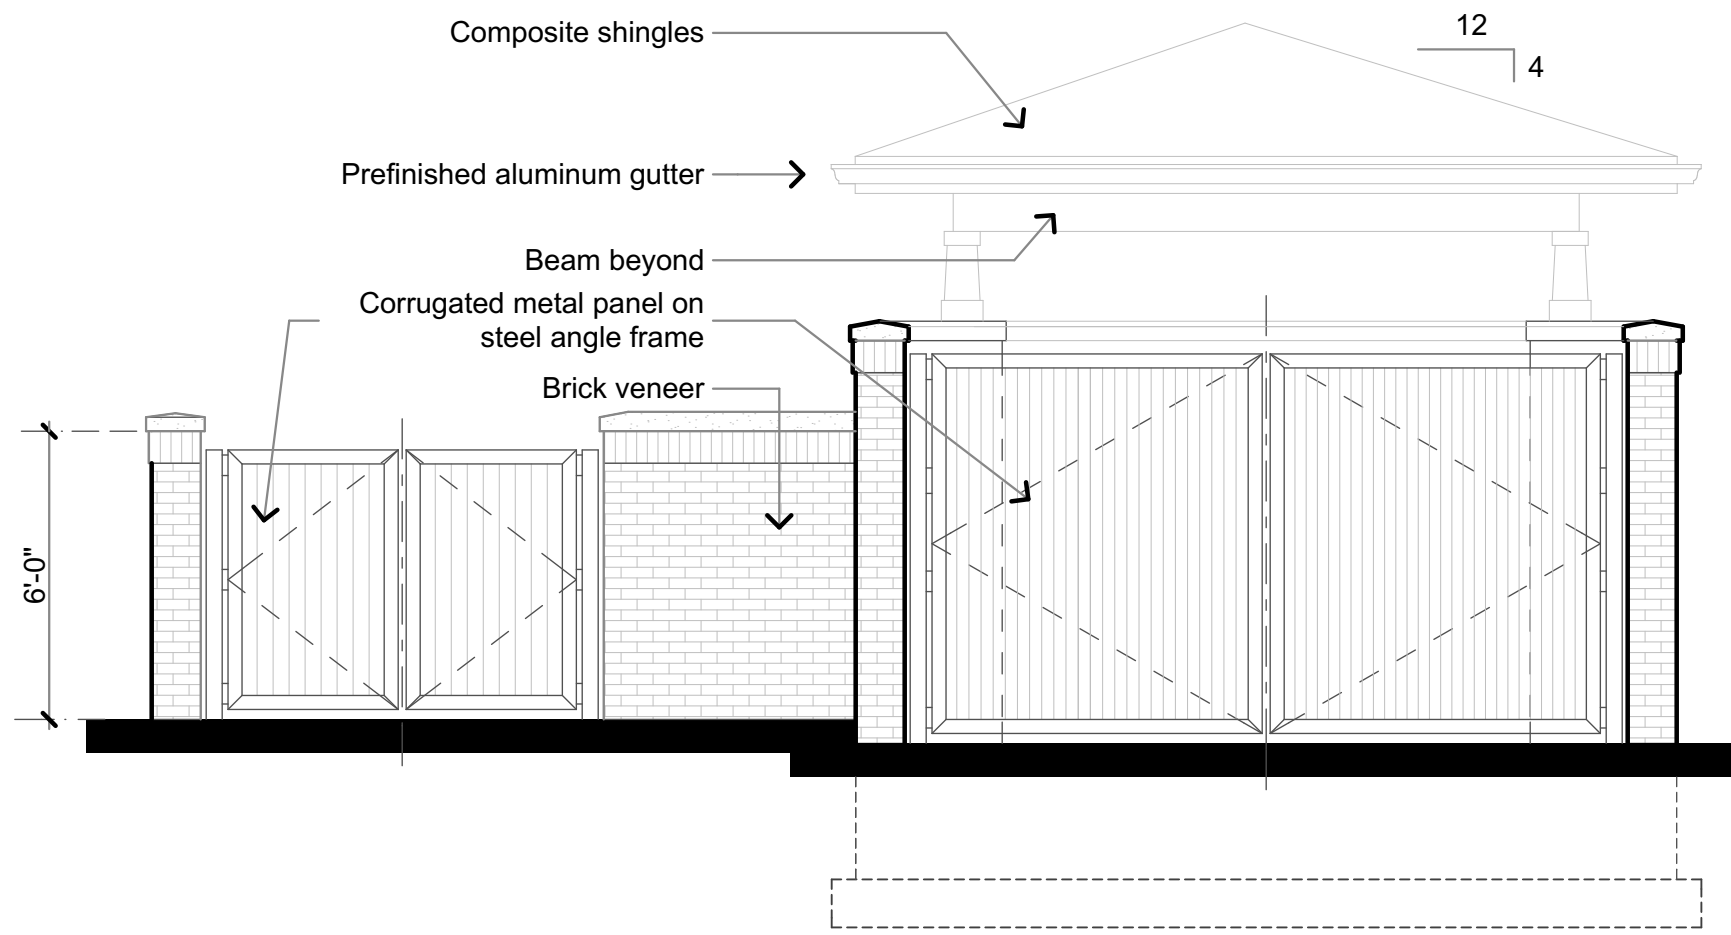 Composite shingles
12
4
Prefinished aluminum gutter
Beam beyond
Corrugated metal panel on
steel angle frame
Brick veneer
6'-0"